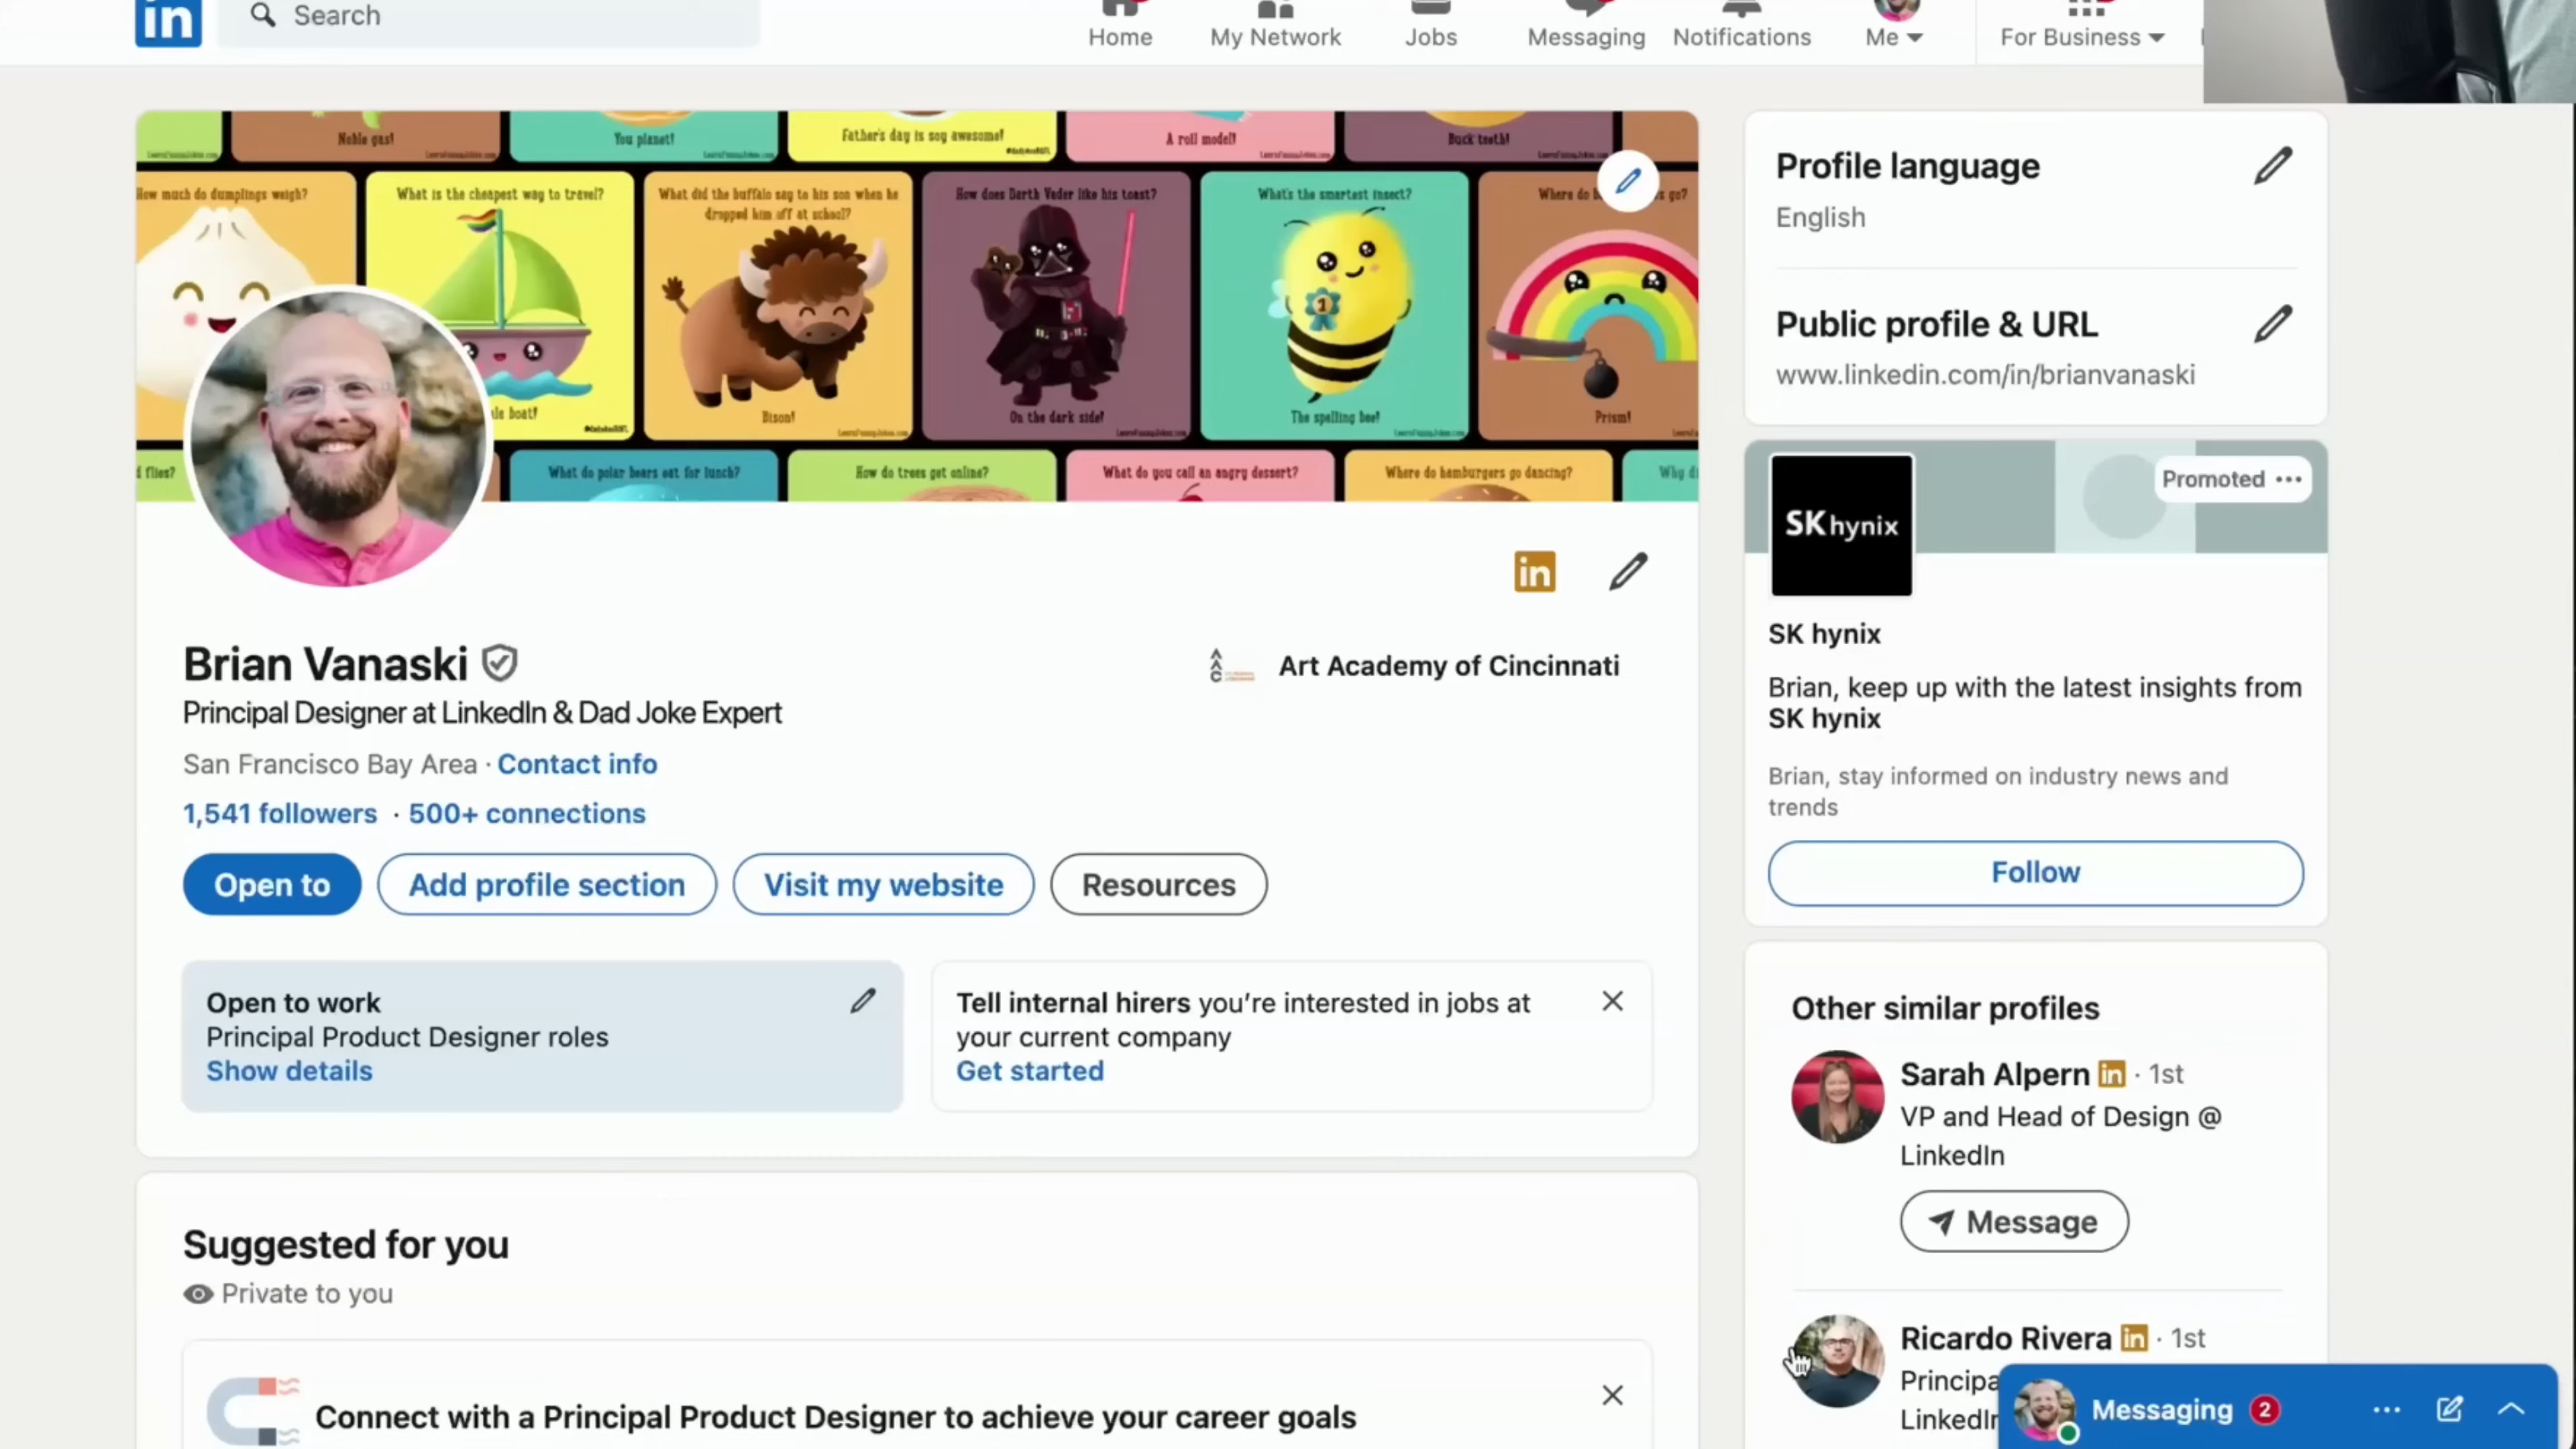 in
Search
Home
My Network
Jobs
Messaging
Notifications
Me
For Business
Noble gas!
You planet!
Father's day is soy awesome!
#dadjokesROFL
A roll model!
Buck teeth!
How much do dumplings weigh?
What is the cheapest way to travel?
What did the buffalo say to his son when he
dropped him off at school?
How does Darth Vader like his toast?
What's the smartest insect?
Where do
go?
1
boat!
Bison!
On the dark side!
The spelling bee!
Prism!
flies?
What do polar bears eat for lunch?
How do trees get online?
What do you call an angry dessert?
Where do hamburgers go dancing?
Why
in
Brian Vanaski
Principal Designer at LinkedIn & Dad Joke Expert
San Francisco Bay Area · Contact info
1,541 followers · 500+ connections
Art Academy of Cincinnati
Open to
Add profile section
Visit my website
Resources
Open to work
Principal Product Designer roles
Show details
Tell internal hirers you're interested in jobs at
your current company
Get started
Suggested for you
Private to you
Connect with a Principal Product Designer to achieve your career goals
Profile language
English
Public profile & URL
www.linkedin.com/in/brianvanaski
Promoted
SK hynix
SK hynix
Brian, keep up with the latest insights from
SK hynix
Brian, stay informed on industry news and
trends
Follow
Other similar profiles
Sarah Alpern in · 1st
VP and Head of Design @
LinkedIn
Message
Ricardo Rivera in · 1st
Messaging 2